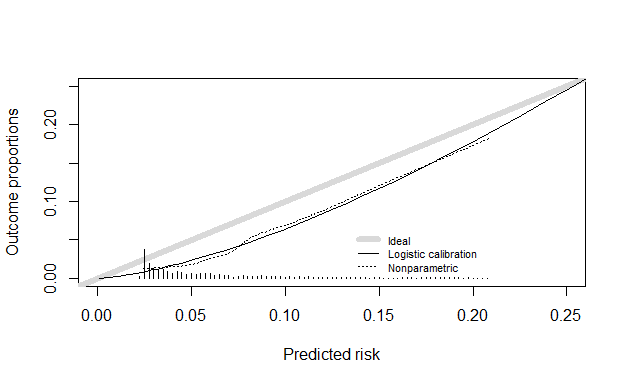 Outcome proportions
0.20
0.10
0.00
Ideal
Logistic calibration
Nonparametric
0.00 0.05 0.10 0.15 0.20 0.25
Predicted risk